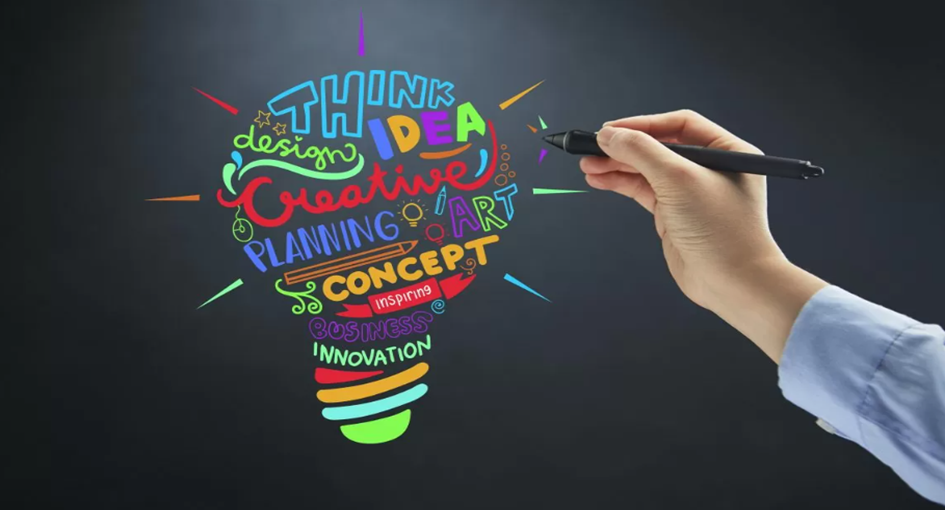 THINK
IDEA
design
Creative
PLANNING
ART
CONCEPT
inspiring
BUSINESS
INNOVATION